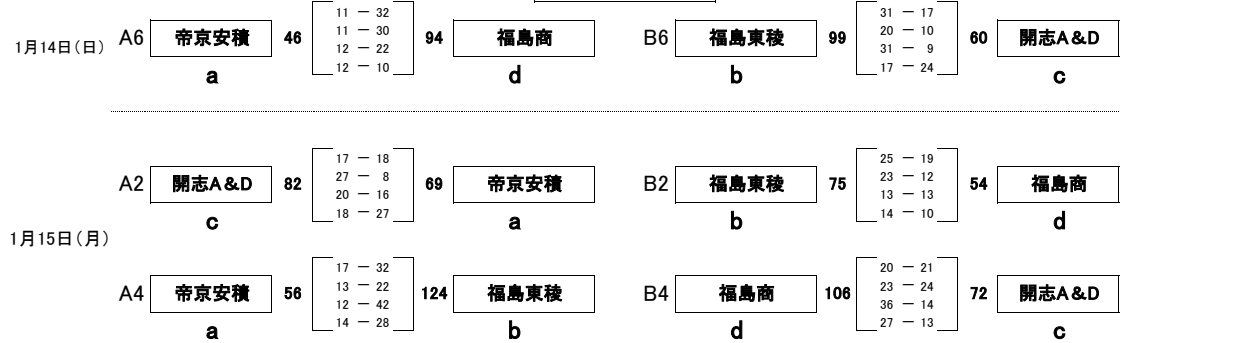 11 － 32
11 － 30
12 － 22
12 － 10
1月14日（日） A6 帝京安積 46 94 福島商
a d
31 － 17
20 － 10
31 － 9
17 － 24
B6 福島東稜 99 60 開志A＆D
b c
17 － 18
27 － 8
20 － 16
18 － 27
A2 開志A＆D 82 69 帝京安積
c a
25 － 19
23 － 12
13 － 13
14 － 10
B2 福島東稜 75 54 福島商
b d
1月15日（月）
17 － 32
13 － 22
12 － 42
14 － 28
A4 帝京安積 56 124 福島東稜
a b
20 － 21
23 － 24
36 － 14
27 － 13
B4 福島商 106 72 開志A＆D
d c